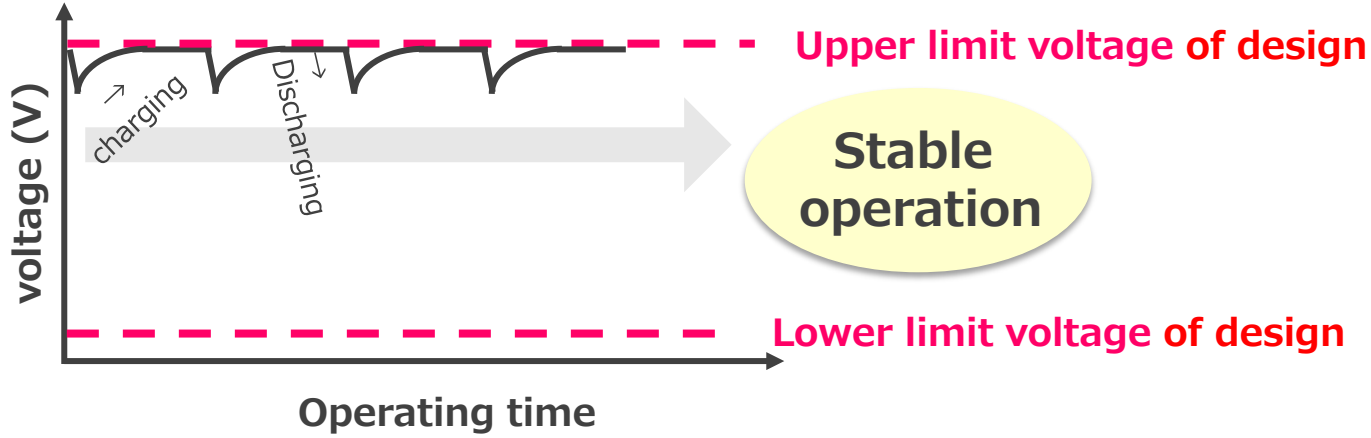 Upper limit voltage of design
charging
Discharging
voltage (V)
Stable
operation
Lower limit voltage of design
Operating time